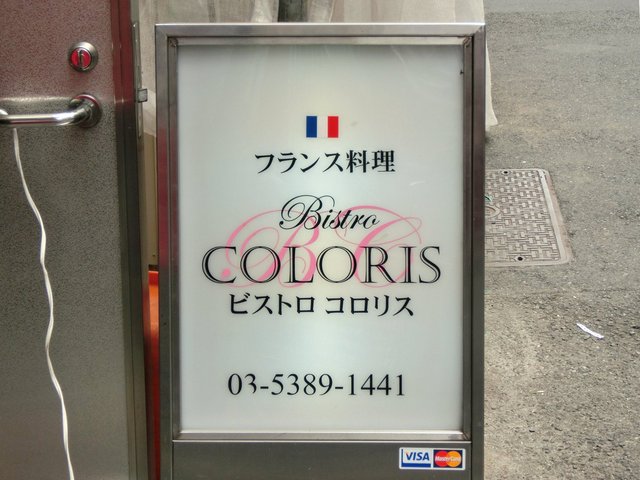 フランス料理
Bistro
BC
COLORIS
ビストロ コロリス
03-5389-1441
VISA MasterCard